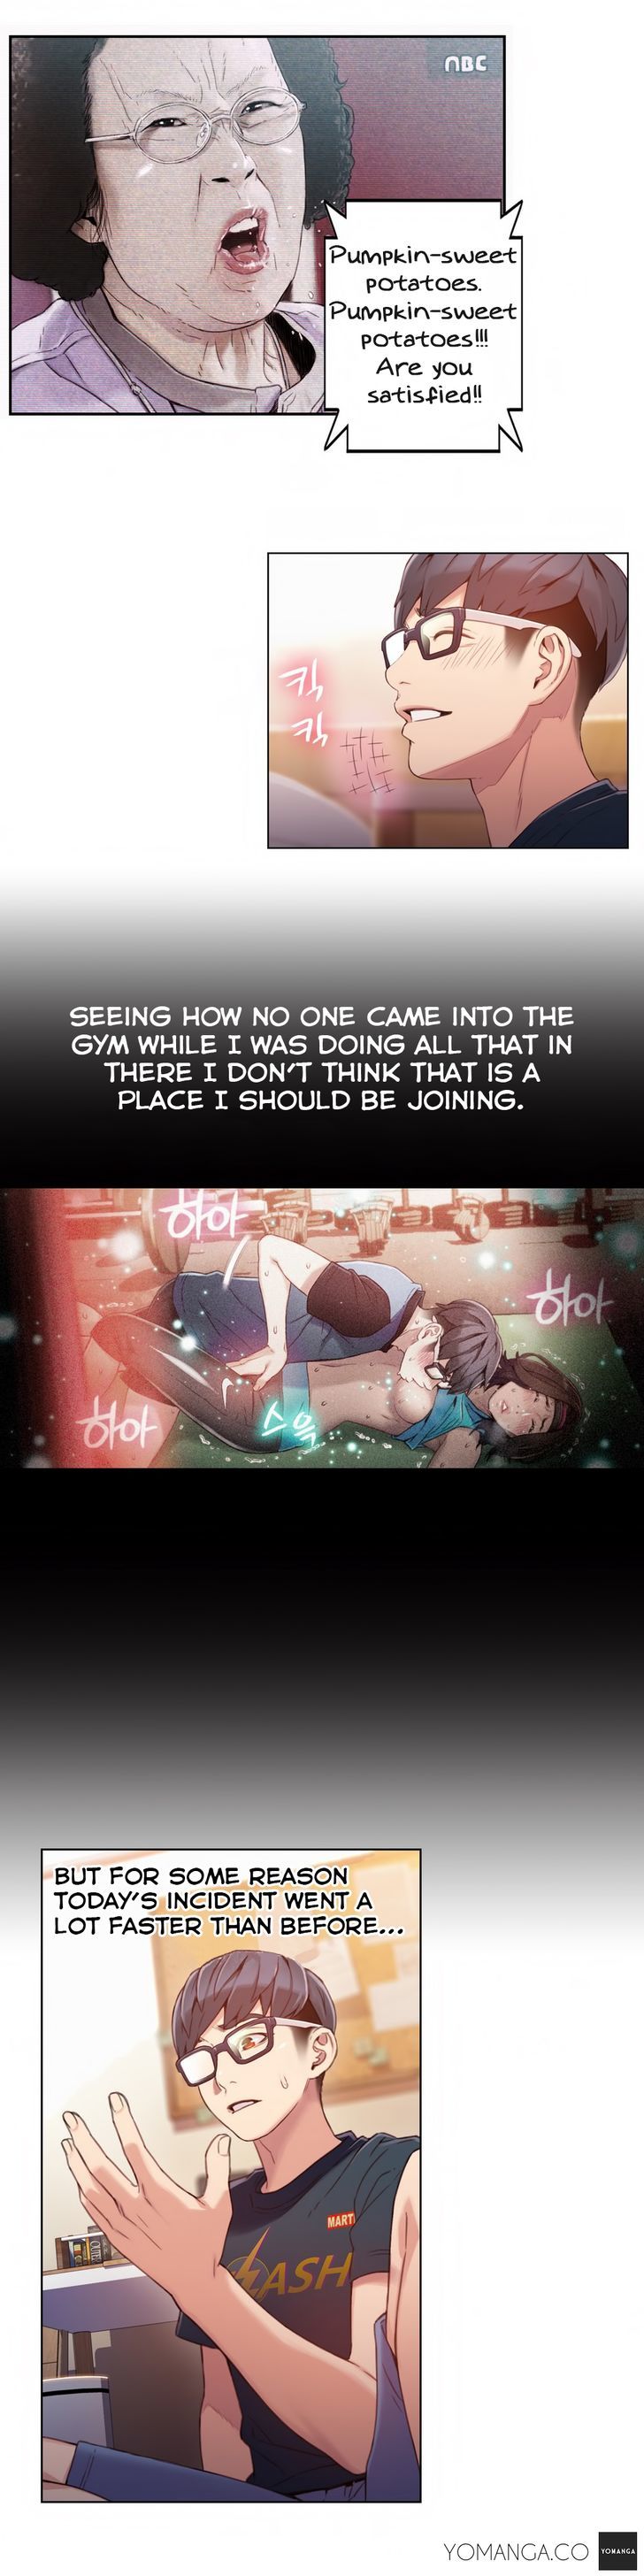 nBC
Pumpkin-sweet
potatoes.
Pumpkin-sweet
potatoes!!!
Are you
satisfied!!
킥
킥
SEEING HOW NO ONE CAME INTO THE
GYM WHILE I WAS DOING ALL THAT IN
THERE I DON'T THINK THAT IS A
PLACE I SHOULD BE JOINING.
하아
하아
하아
스윽
BUT FOR SOME REASON
TODAY'S INCIDENT WENT A
LOT FASTER THAN BEFORE...
MART
LASH
YOMANGA.CO
YOMANGA